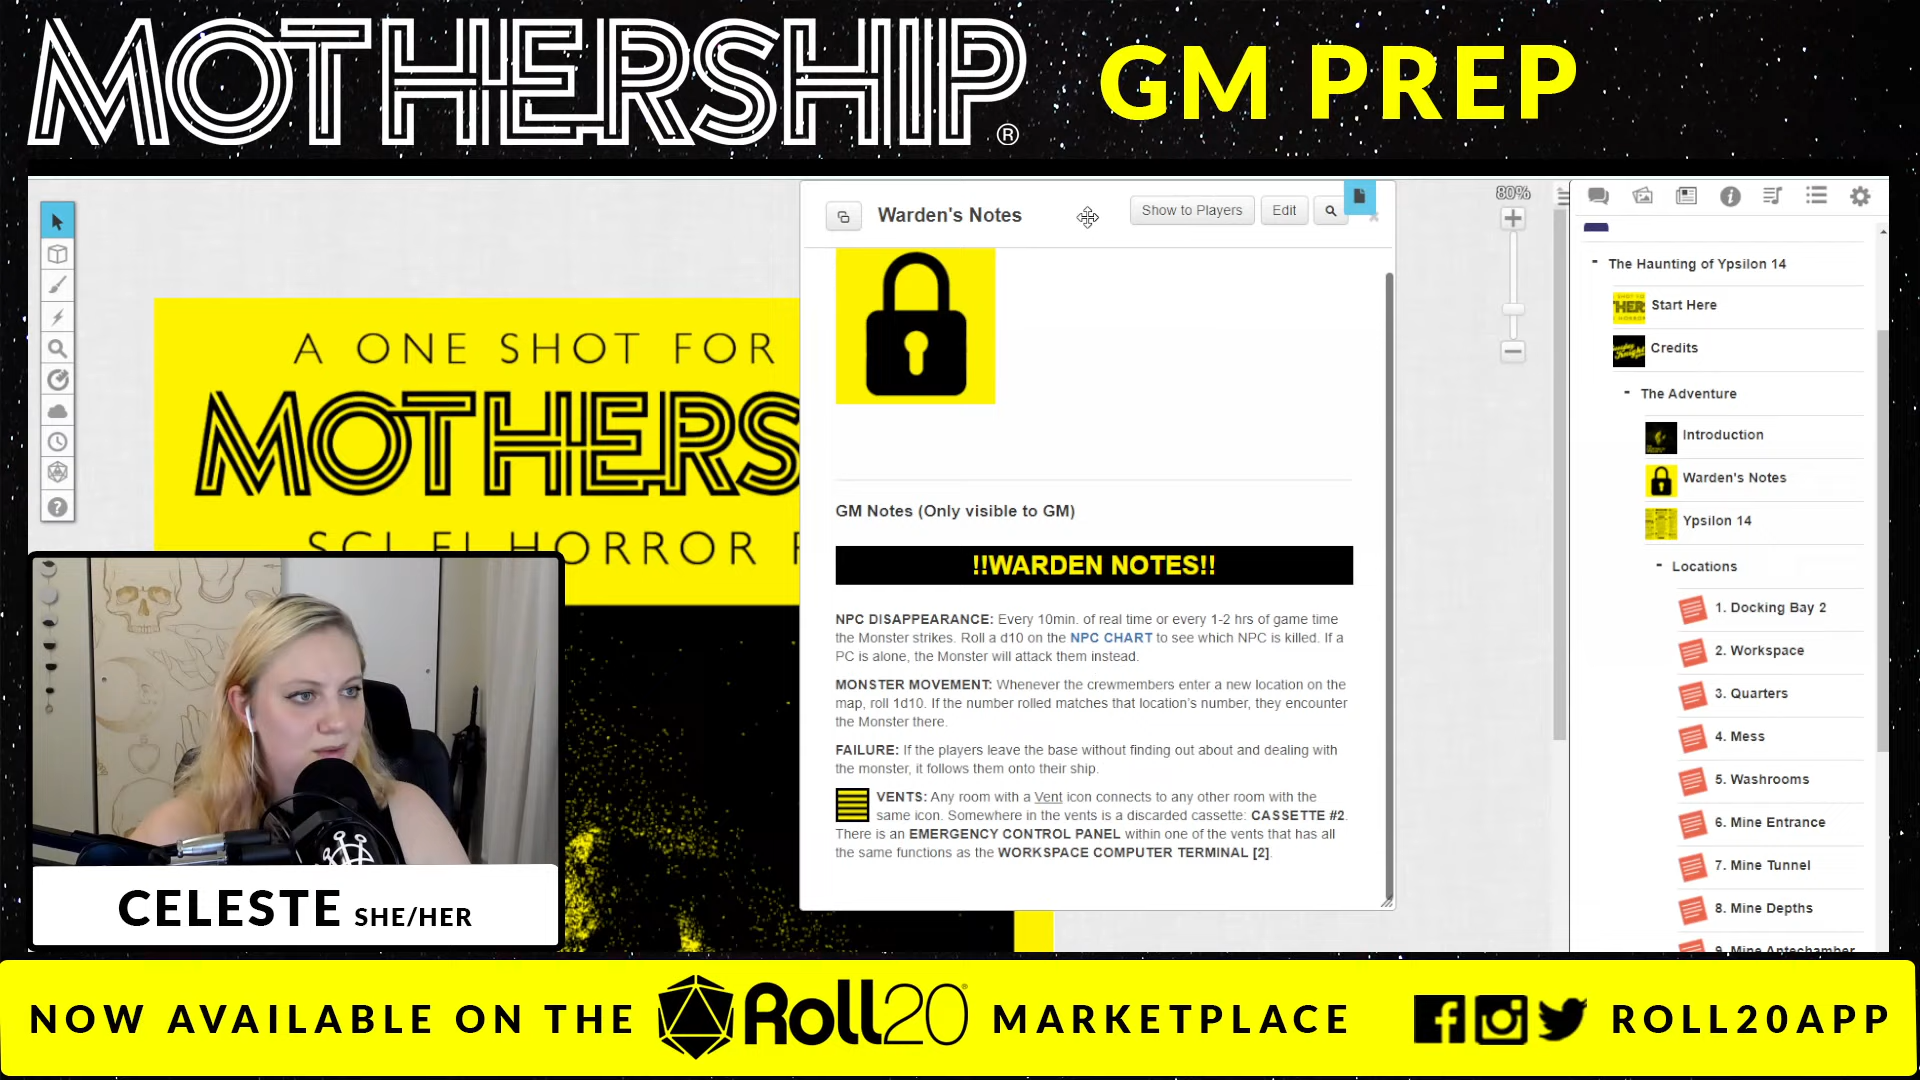 MOTHERSHIP®
GM PREP
Warden's Notes
Show to Players
Edit
80%
A ONE SHOT FOR
MOTHERS
SCI FI HORROR
GM Notes (Only visible to GM)
!!WARDEN NOTES!!
NPC DISAPPEARANCE: Every 10min. of real time or every 1-2 hrs of game time
the Monster strikes. Roll a d10 on the NPC CHART to see which NPC is killed. If a
PC is alone, the Monster will attack them instead.
MONSTER MOVEMENT: Whenever the crewmembers enter a new location on the
map, roll 1d10. If the number rolled matches that location's number, they encounter
the Monster there.
FAILURE: If the players leave the base without finding out about and dealing with
the monster, it follows them onto their ship.
VENTS: Any room with a Vent icon connects to any other room with the
same icon. Somewhere in the vents is a discarded cassette: CASSETTE #2.
There is an EMERGENCY CONTROL PANEL within one of the vents that has all
the same functions as the WORKSPACE COMPUTER TERMINAL [2].
The Haunting of Ypsilon 14
Start Here
Credits
The Adventure
Introduction
Warden's Notes
Ypsilon 14
Locations
1. Docking Bay 2
2. Workspace
3. Quarters
4. Mess
5. Washrooms
6. Mine Entrance
7. Mine Tunnel
8. Mine Depths
9. Mine Antechamber
CELESTE SHE/HER
NOW AVAILABLE ON THE Roll20® MARKETPLACE
ROLL20APP